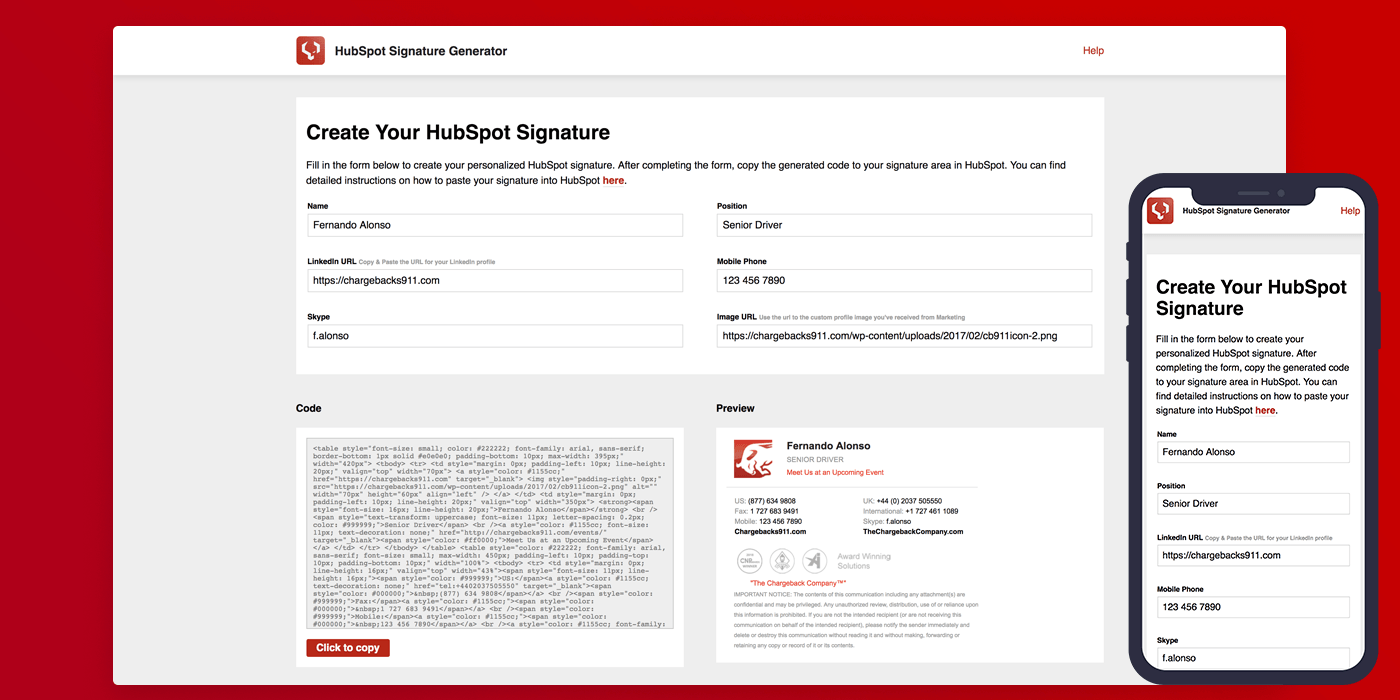 HubSpot Signature Generator
Help
Create Your HubSpot Signature
Fill in the form below to create your personalized HubSpot signature. After completing the form, copy the generated code to your signature area in HubSpot. You can find
detailed instructions on how to paste your signature into HubSpot here.
Name
Fernando Alonso
Position
Senior Driver
LinkedIn URL Copy & Paste the URL for your LinkedIn profile
https://chargebacks911.com
Mobile Phone
123 456 7890
Skype
f.alonso
Image URL Use the url to the custom profile image you've received from Marketing
https://chargebacks911.com/wp-content/uploads/2017/02/cb911icon-2.png
Code
<table style="font-size: small; color: #222222; font-family: arial, sans-serif;
border-bottom: 1px solid #e0e0e0; padding-bottom: 10px; max-width: 395px;"
width="420px"> <tbody> <tr> <td style="margin: 0px; padding-left: 10px; line-height:
20px;" valign="top" width="70px"> <a style="color: #1155cc;"
href="https://chargebacks911.com" target="_blank"> <img style="padding-right: 0px;"
src="https://chargebacks911.com/wp-content/uploads/2017/02/cb911icon-2.png" alt=""
width="70px" height="60px" align="left" /> </a> </td> <td style="margin: 0px;
padding-left: 10px; line-height: 20px;" valign="top" width="350px"> <strong><span
style="font-size: 16px; line-height: 20px;">Fernando Alonso</span></strong> <br />
<span style="text-transform: uppercase; font-size: 11px; letter-spacing: 0.2px;
color: #999999;">Senior Driver</span> <br /><a style="color: #1155cc; font-size:
11px; text-decoration: none;" href="http://chargebacks911.com/events/"
target="_blank"><span style="color: #ff0000;">Meet Us at an Upcoming Event</span>
</a> </td> </tr> </tbody> </table> <table style="color: #222222; font-family: arial,
sans-serif; font-size: small; max-width: 450px; padding-left: 10px; padding-top:
10px; padding-bottom: 10px;" width="100%"> <tbody> <tr> <td style="margin: 0px;
line-height: 16px;" valign="top" width="43%"><span style="font-size: 11px; line-
height: 16px;"><span style="color: #999999;">US:</span><a style="color: #1155cc;
text-decoration: none;" href="tel:+4402037505550" target="_blank"><span
style="color: #000000;">&nbsp;(877) 634 9808</span></a> <br /><span style="color:
#999999;">Fax:</span><a style="color: #1155cc;"><span style="color:
#000000;">&nbsp;1 727 683 9491</span></a> <br /><span style="color:
#999999;">Mobile:</span><a style="color: #1155cc;"><span style="color:
#000000;">&nbsp;123 456 7890</span></a> <br /><a style="color: #1155cc; font-family:
Click to copy
Preview
Fernando Alonso
SENIOR DRIVER
Meet Us at an Upcoming Event
US: (877) 634 9808
Fax: 1 727 683 9491
Mobile: 123 456 7890
Chargebacks911.com
UK: +44 (0) 2037 505550
International: +1 727 461 1089
Skype: f.alonso
TheChargebackCompany.com
Award Winning
Solutions
"The Chargeback Company™"
IMPORTANT NOTICE: The contents of this communication including any attachment(s) are
confidential and may be privileged. Any unauthorized review, distribution, use of or reliance upon
this information is prohibited. If you are not the intended recipient (or are not receiving this
communication on behalf of the intended recipient), please notify the sender immediately and
delete or destroy this communication without reading it and without making, forwarding or
retaining any copy or record of it or its contents.
HubSpot Signature Generator
Help
Create Your HubSpot
Signature
Fill in the form below to create your
personalized HubSpot signature. After
completing the form, copy the generated code
to your signature area in HubSpot. You can
find detailed instructions on how to paste your
signature into HubSpot here.
Name
Fernando Alonso
Position
Senior Driver
LinkedIn URL Copy & Paste the URL for your LinkedIn profile
https://chargebacks911.com
Mobile Phone
123 456 7890
Skype
f.alonso